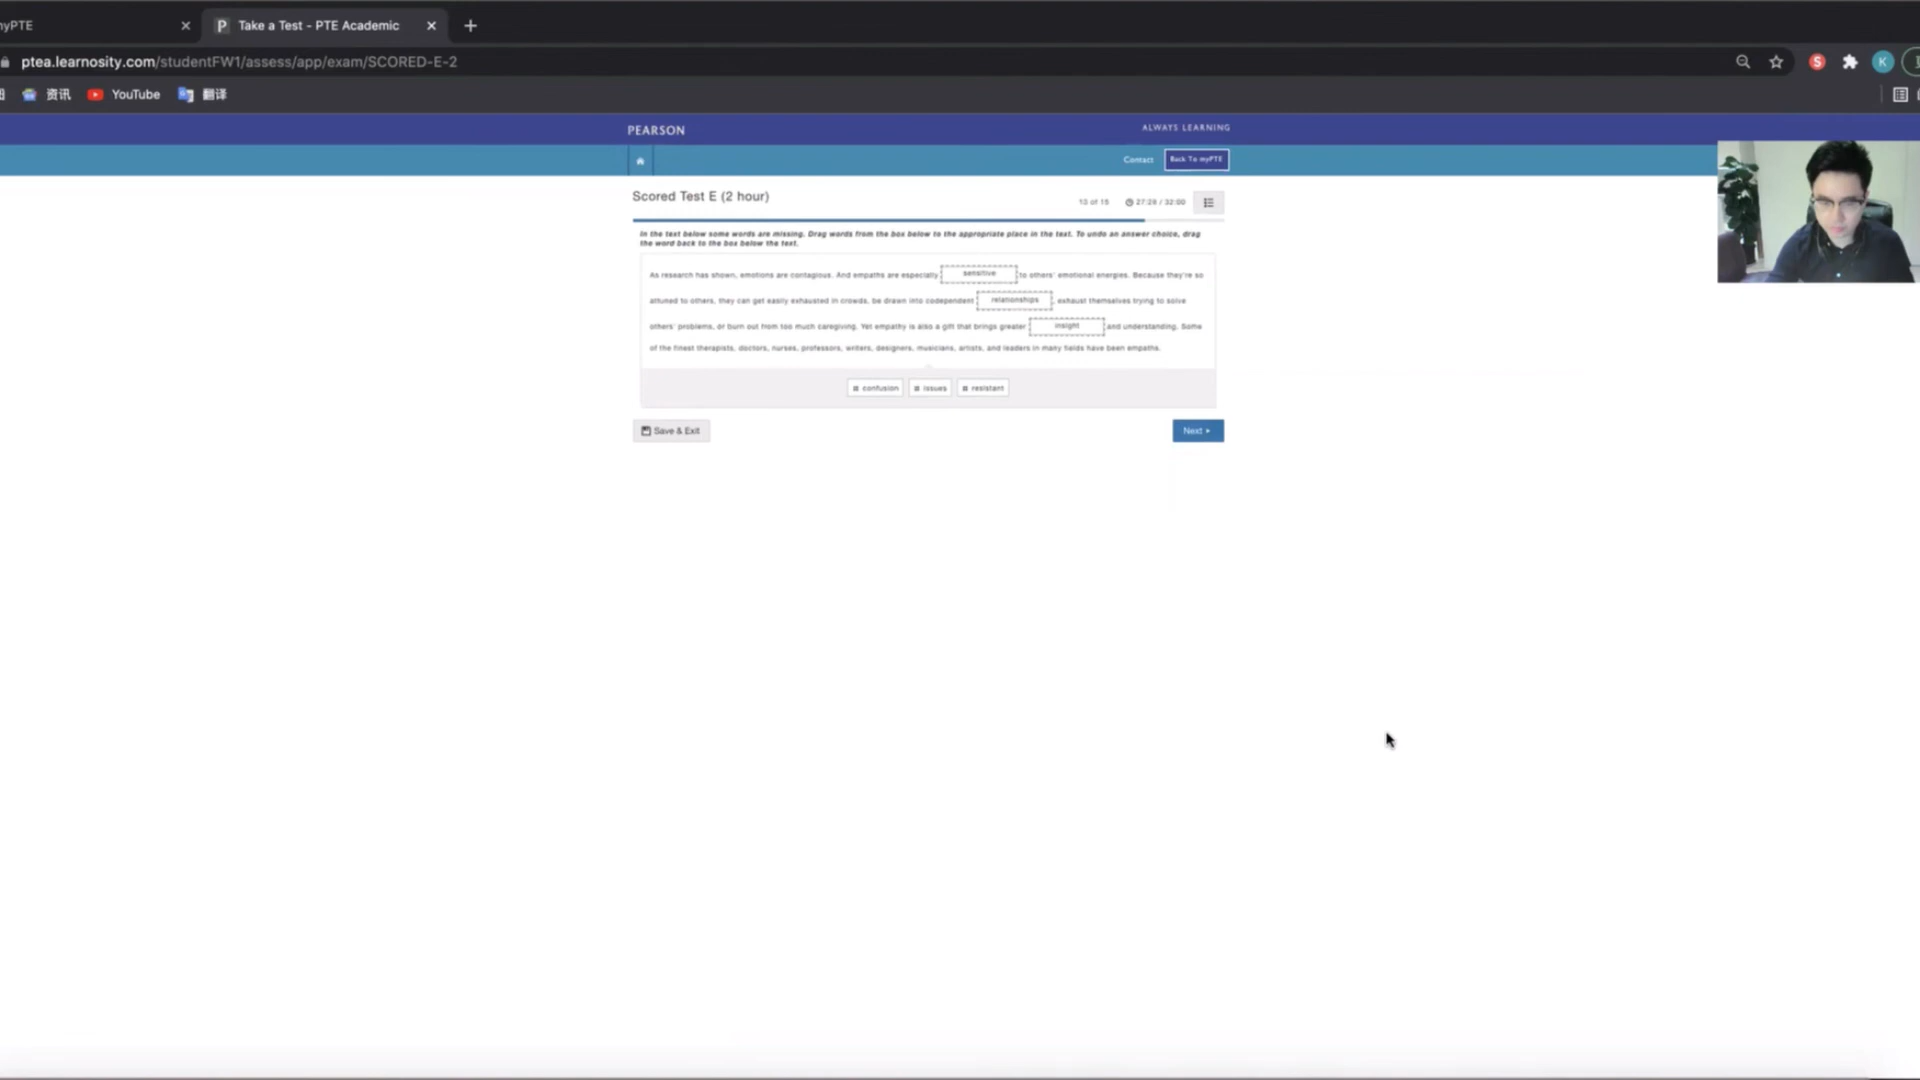 myPTE
P Take a Test - PTE Academic
ptea.learnosity.com/studentFW1/assess/app/exam/SCORED-E-2
S
K
资讯
YouTube
翻译
PEARSON
ALWAYS LEARNING
Contact
Back To myPTE
Scored Test E (2 hour)
13 of 15
27:28 / 32:00
In the text below some words are missing. Drag words from the box below to the appropriate place in the text. To undo an answer choice, drag
the word back to the box below the text.
As research has shown, emotions are contagious. And empaths are especially sensitive to others' emotional energies. Because they're so
attuned to others, they can get easily exhausted in crowds, be drawn into codependent relationships, exhaust themselves trying to solve
others' problems, or burn out from too much caregiving. Yet empathy is also a gift that brings greater insight and understanding. Some
of the finest therapists, doctors, nurses, professors, writers, designers, musicians, artists, and leaders in many fields have been empaths.
confusion issues resistant
Save & Exit
Next